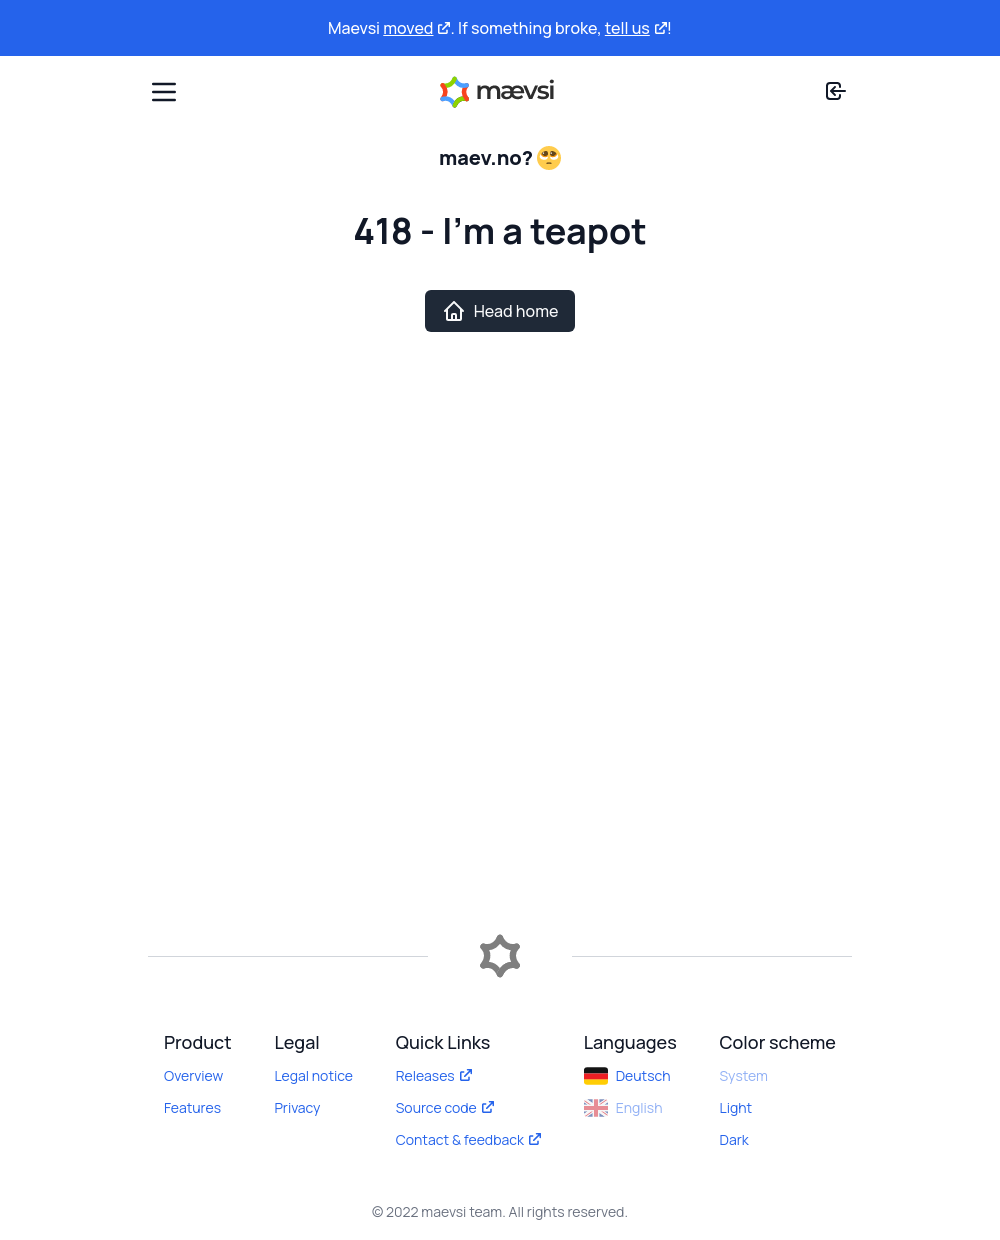 Maevsi moved. If something broke, tell us!
mævsi
maev.no? 🥺
418 - I’m a teapot
Head home
Product
Overview
Features
Legal
Legal notice
Privacy
Quick Links
Releases
Source code
Contact & feedback
Languages
Deutsch
English
Color scheme
System
Light
Dark
© 2022 maevsi team. All rights reserved.